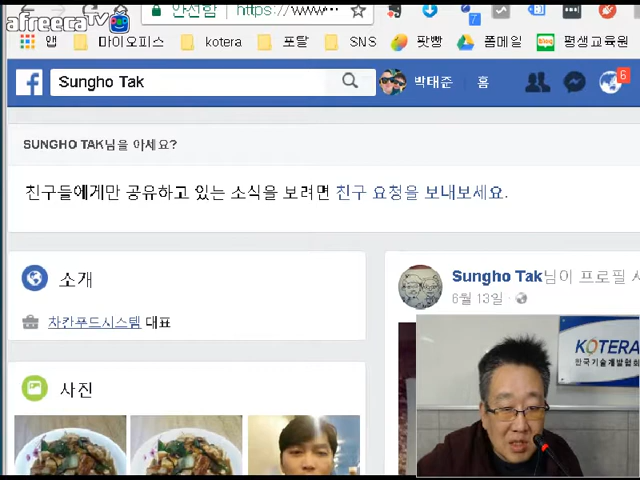 afreecaTV
안전함
https://www…
7
앱
마이오피스
kotera
포탈
SNS
팟빵
폼메일
평생교육원
Sungho Tak
박태준
홈
6
SUNGHO TAK님을 아세요?
친구들에게만 공유하고 있는 소식을 보려면 친구 요청을 보내보세요.
소개
차칸푸드시스템 대표
사진
Sungho Tak님이 프로필 사
6월 13일
KOTERA
한국기술개발협회